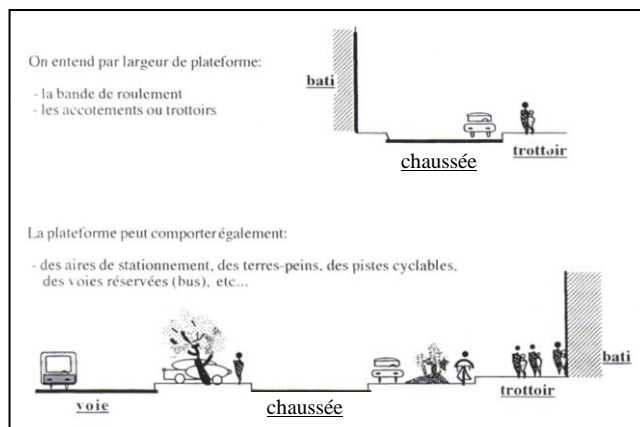 On entend par largeur de plateforme:
- la bande de roulement
- les accotements ou trottoirs
bati
chaussée
trottoir
La plateforme peut comporter également:
- des aires de stationnement, des terres-peins, des pistes cyclables,
des voies réservées (bus), etc...
bati
trottoir
voie
chaussée